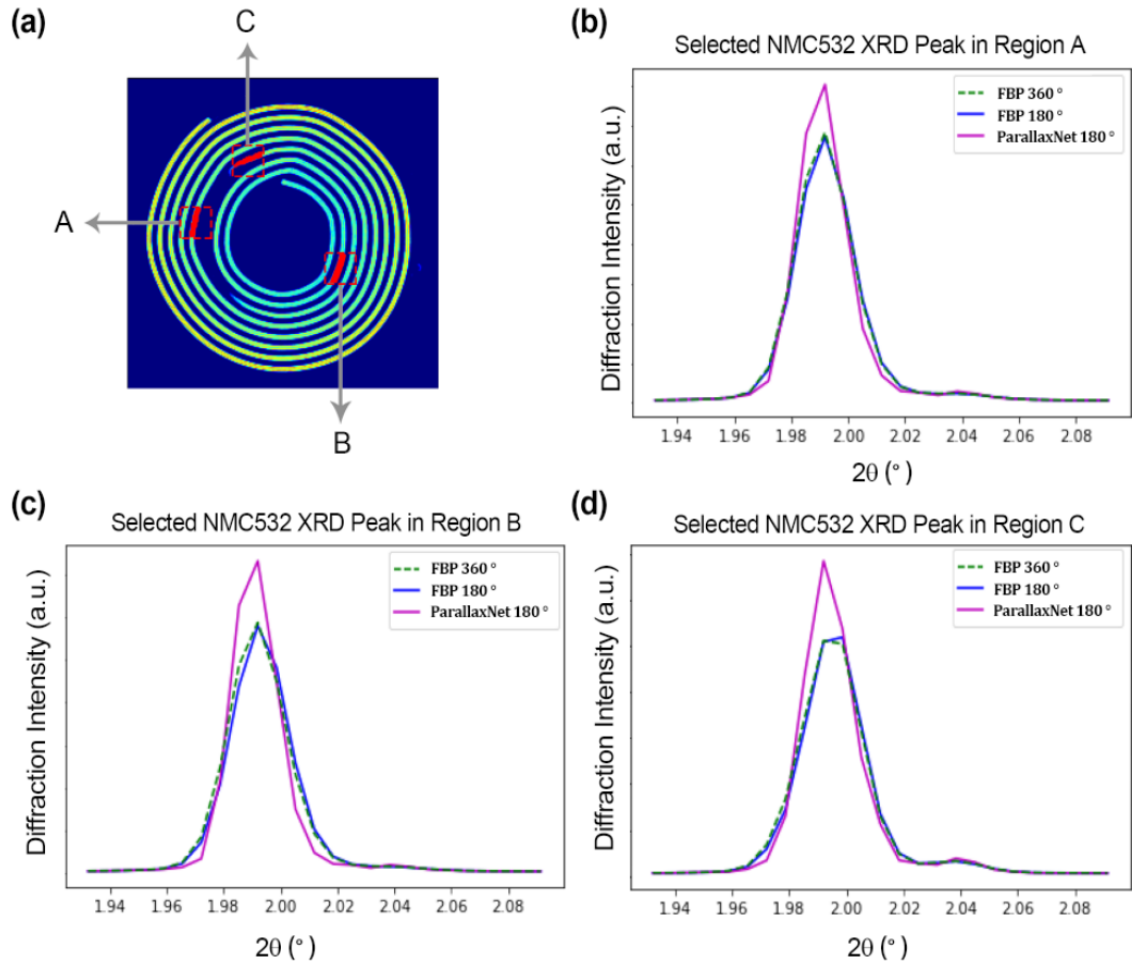 (a)
C
A
B
(b)
Selected NMC532 XRD Peak in Region A
FBP 360 °
FBP 180 °
ParallaxNet 180 °
Diffraction Intensity (a.u.)
1.94 1.96 1.98 2.00 2.02 2.04 2.06 2.08
2θ (°)
(c)
Selected NMC532 XRD Peak in Region B
FBP 360 °
FBP 180 °
ParallaxNet 180 °
Diffraction Intensity (a.u.)
1.94 1.96 1.98 2.00 2.02 2.04 2.06 2.08
2θ (°)
(d)
Selected NMC532 XRD Peak in Region C
FBP 360 °
FBP 180 °
ParallaxNet 180 °
Diffraction Intensity (a.u.)
1.94 1.96 1.98 2.00 2.02 2.04 2.06 2.08
2θ (°)